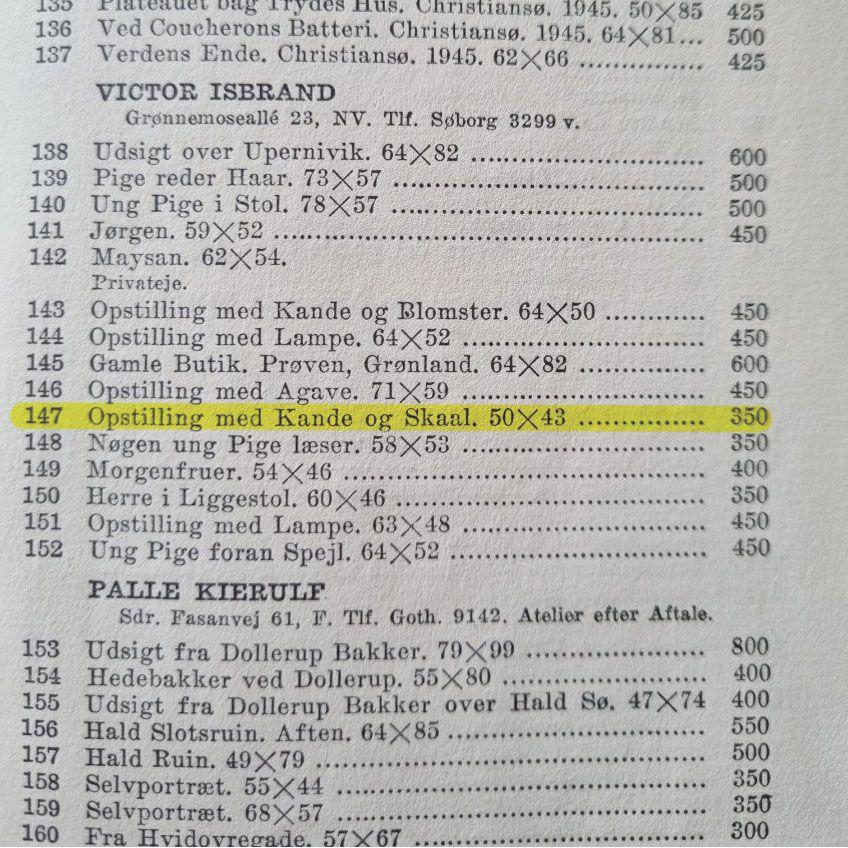 135 Plateauet bag Trydes Hus. Christiansø. 1945. 50×85 425
136 Ved Coucherons Batteri. Christiansø. 1945. 64×81... 500
137 Verdens Ende. Christiansø. 1945. 62×66 ............... 425
VICTOR ISBRAND
Grønnemoseallé 23, NV. Tlf. Søborg 3299 v.
138 Udsigt over Upernivik. 64×82 ............................ 600
139 Pige reder Haar. 73×57 ..................................... 500
140 Ung Pige i Stol. 78×57 ..................................... 500
141 Jørgen. 59×52 .................................................... 450
142 Maysan. 62×54.
Privateje.
143 Opstilling med Kande og Blomster. 64×50 ............ 450
144 Opstilling med Lampe. 64×52 ............................. 450
145 Gamle Butik. Prøven, Grønland. 64×82 ............... 600
146 Opstilling med Agave. 71×59 ............................. 450
147 Opstilling med Kande og Skaal. 50×43 ............... 350
148 Nøgen ung Pige læser. 58×53 ............................ 350
149 Morgenfruer. 54×46 ........................................... 400
150 Herre i Liggestol. 60×46 ..................................... 350
151 Opstilling med Lampe. 63×48 ............................. 450
152 Ung Pige foran Spejl. 64×52 .............................. 450
PALLE KIERULF
Sdr. Fasanvej 61, F. Tlf. Goth. 9142. Atelier efter Aftale.
153 Udsigt fra Dollerup Bakker. 79×99 ..................... 800
154 Hedebakker ved Dollerup. 55×80 ........................ 400
155 Udsigt fra Dollerup Bakker over Hald Sø. 47×74 400
156 Hald Slotsruin. Aften. 64×85 .............................. 550
157 Hald Ruin. 49×79 ............................................... 500
158 Selvportræt. 55×44 ............................................. 350
159 Selvportræt. 68×57 ............................................. 350
160 Fra Hvidovregade. 57×67 ................................... 300